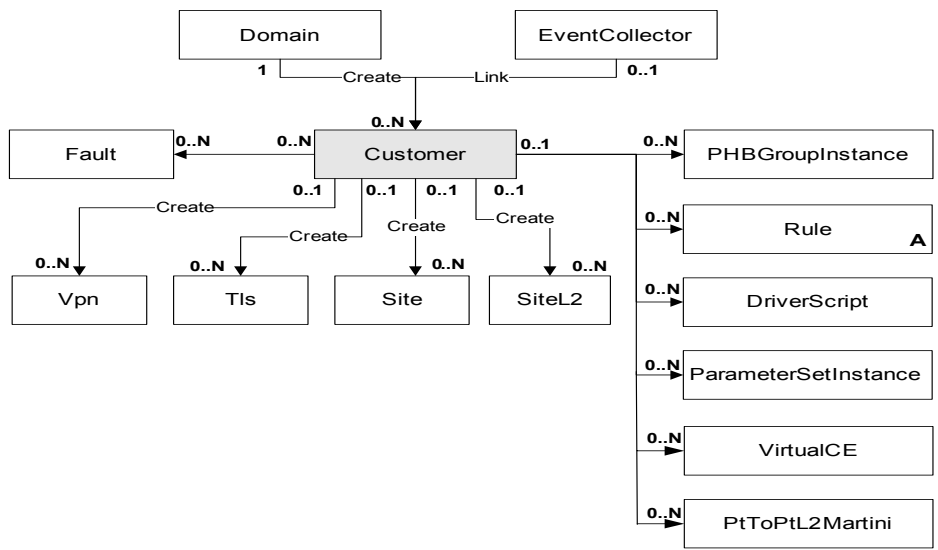 Domain
EventCollector
1
Create
Link
0..1
0..N
Fault
0..N
0..N
Customer
0..1
0..N
PHBGroupInstance
0..1
0..1
0..1
0..1
Create
Create
Create
Create
0..N
Rule
A
0..N
0..N
0..N
0..N
Vpn
Tls
Site
SiteL2
0..N
DriverScript
0..N
ParameterSetInstance
0..N
VirtualCE
0..N
PtToPtL2Martini